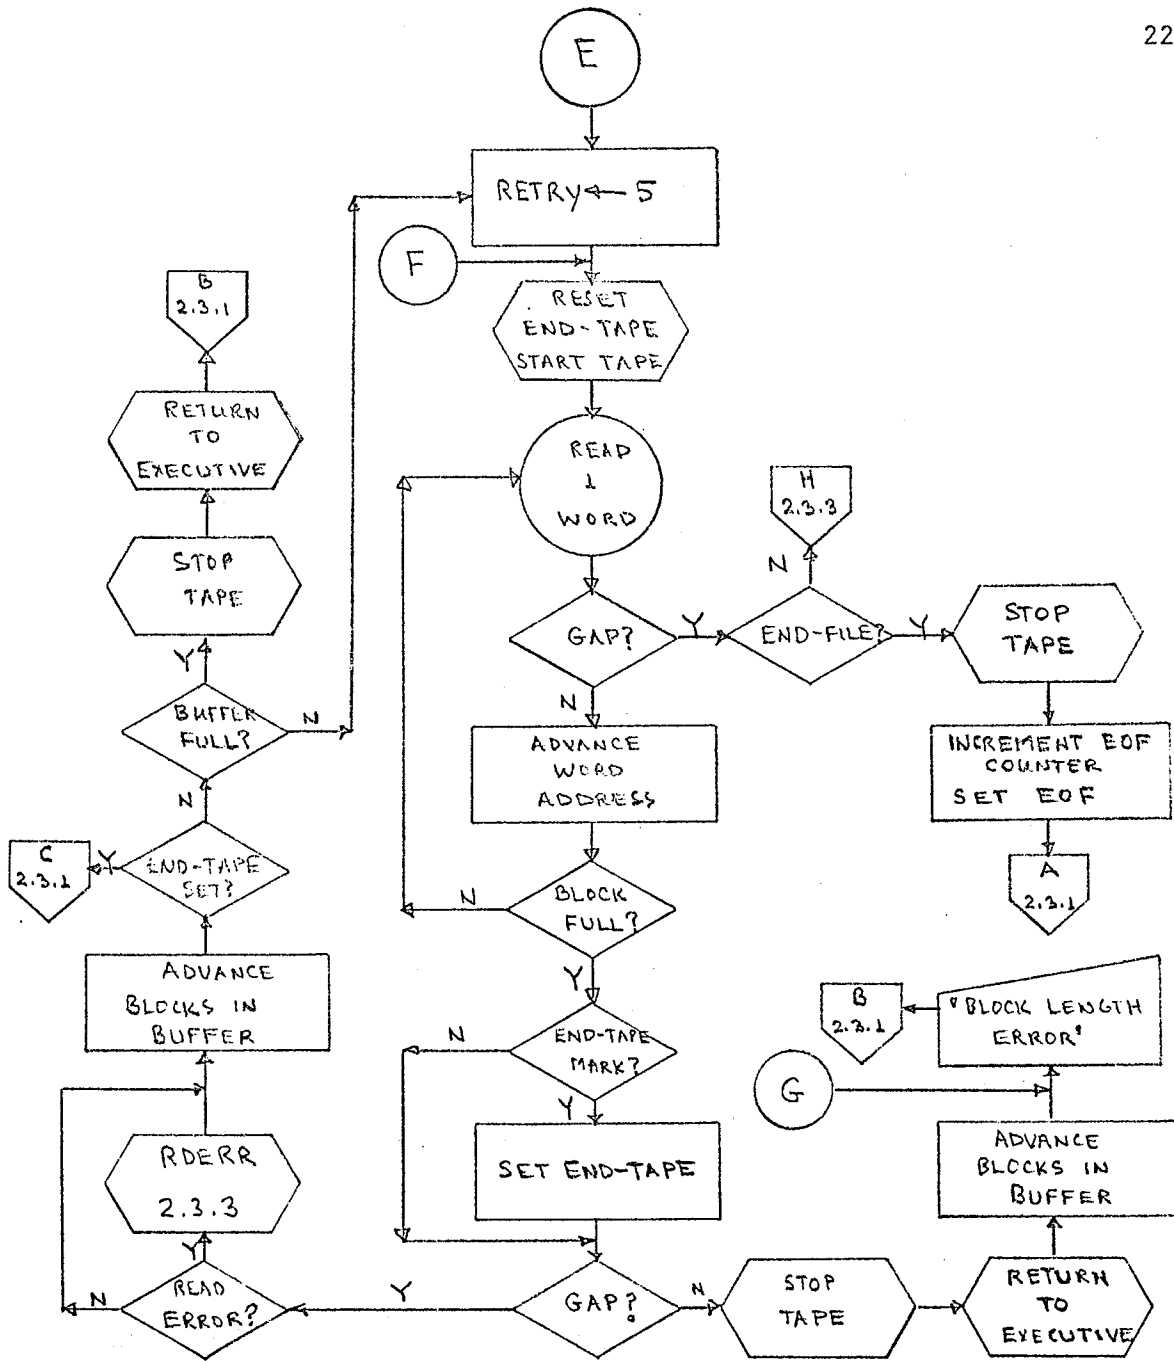 22
E
RETRY ← 5
F
RESET
END-TAPE
START TAPE
READ
1
WORD
GAP?
Y
N
END-FILE?
N
Y
H
2.3.3
STOP
TAPE
INCREMENT EOF
COUNTER
SET EOF
A
2.3.1
ADVANCE
WORD
ADDRESS
BLOCK
FULL?
N
Y
END-TAPE
MARK?
N
Y
SET END-TAPE
GAP?
Y
N
STOP
TAPE
RETURN
TO
EXECUTIVE
ADVANCE
BLOCKS IN
BUFFER
G
'BLOCK LENGTH
ERROR'
B
2.3.1
READ
ERROR?
N
Y
RDERR
2.3.3
ADVANCE
BLOCKS IN
BUFFER
END-TAPE
SET?
Y
N
C
2.3.1
BUFFER
FULL?
N
Y
STOP
TAPE
RETURN
TO
EXECUTIVE
B
2.3.1